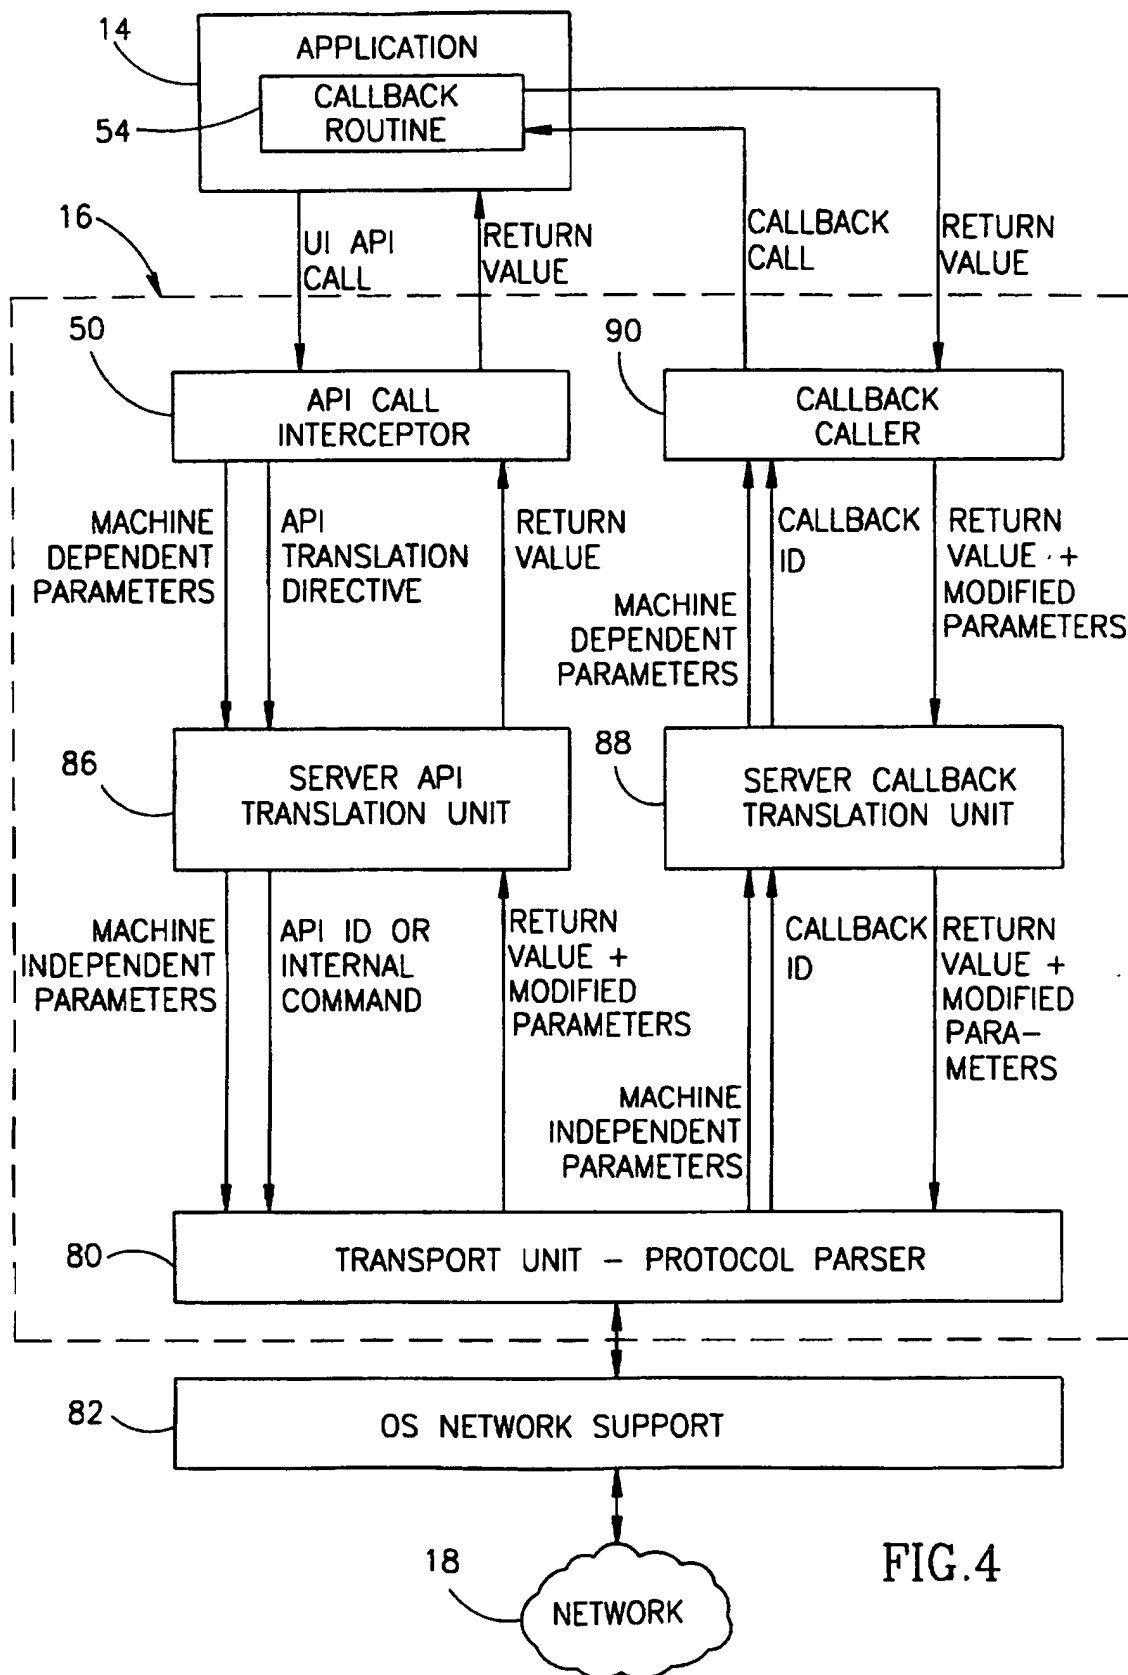 14
APPLICATION
54
CALLBACK
ROUTINE
16
UI API
CALL
RETURN
VALUE
CALLBACK
CALL
RETURN
VALUE
50
API CALL
INTERCEPTOR
90
CALLBACK
CALLER
MACHINE
DEPENDENT
PARAMETERS
API
TRANSLATION
DIRECTIVE
RETURN
VALUE
MACHINE
DEPENDENT
PARAMETERS
CALLBACK
ID
RETURN
VALUE +
MODIFIED
PARAMETERS
86
SERVER API
TRANSLATION UNIT
88
SERVER CALLBACK
TRANSLATION UNIT
MACHINE
INDEPENDENT
PARAMETERS
API ID OR
INTERNAL
COMMAND
RETURN
VALUE +
MODIFIED
PARAMETERS
MACHINE
INDEPENDENT
PARAMETERS
CALLBACK
ID
RETURN
VALUE +
MODIFIED
PARA-
METERS
80
TRANSPORT UNIT - PROTOCOL PARSER
82
OS NETWORK SUPPORT
18
NETWORK
FIG.4